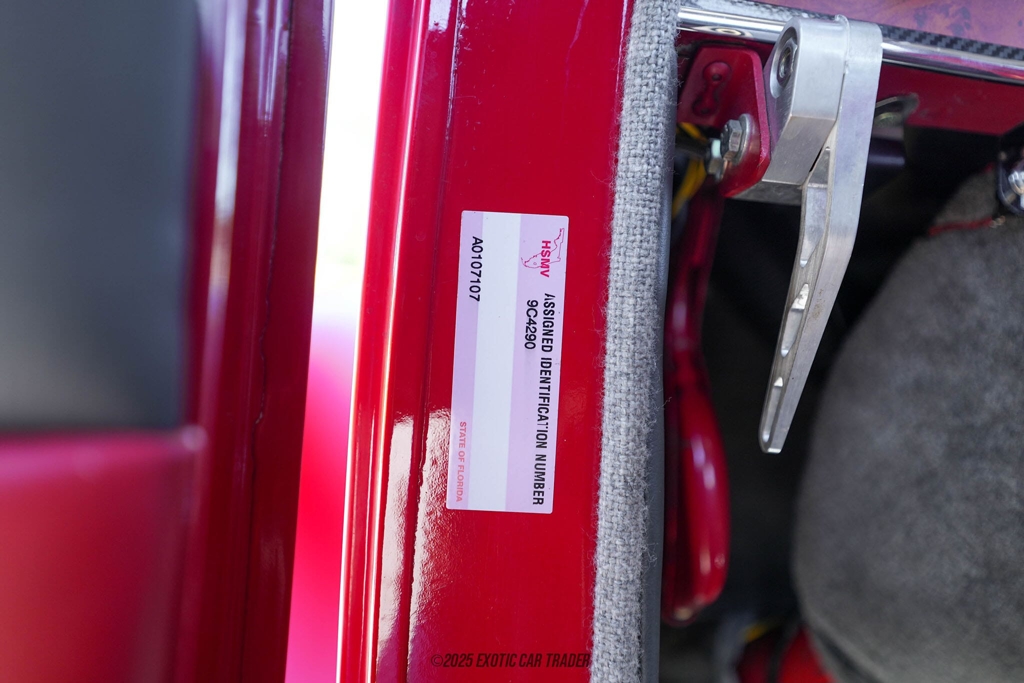 HSMV
ASSIGNED IDENTIFICATION NUMBER
9C4290
A0107107
STATE OF FLORIDA
©2025 EXOTIC CAR TRADER